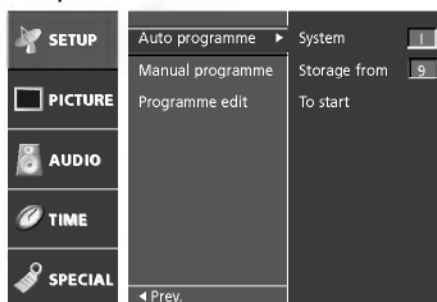 SETUP
PICTURE
AUDIO
TIME
SPECIAL
Auto programme ►
Manual programme
Programme edit
◄ Prev.
System I
Storage from 9
To start